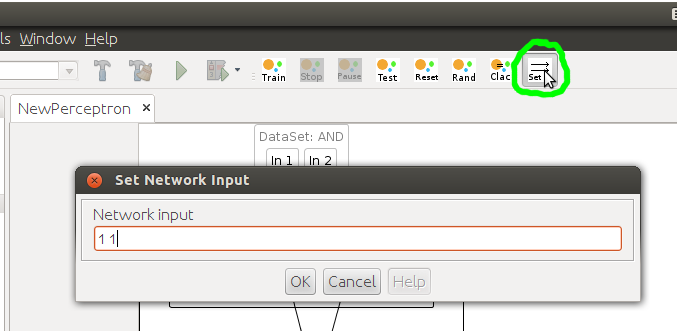 ls Window Help
Train Stop Pause Test Reset Rand Clac Set
NewPerceptron ×
DataSet: AND
In 1 In 2
Set Network Input
Network input
1 1
OK Cancel Help